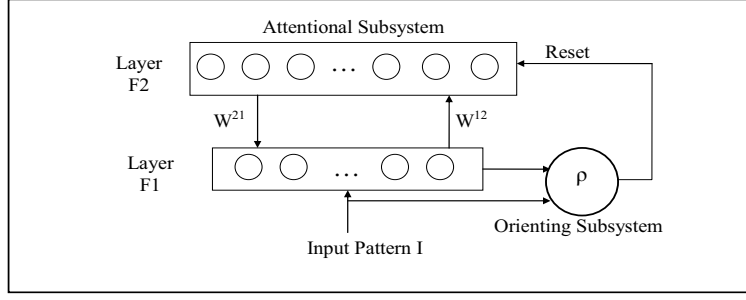 Attentional Subsystem
Layer
F2
...
Reset
W21
W12
Layer
F1
...
ρ
Orienting Subsystem
Input Pattern I